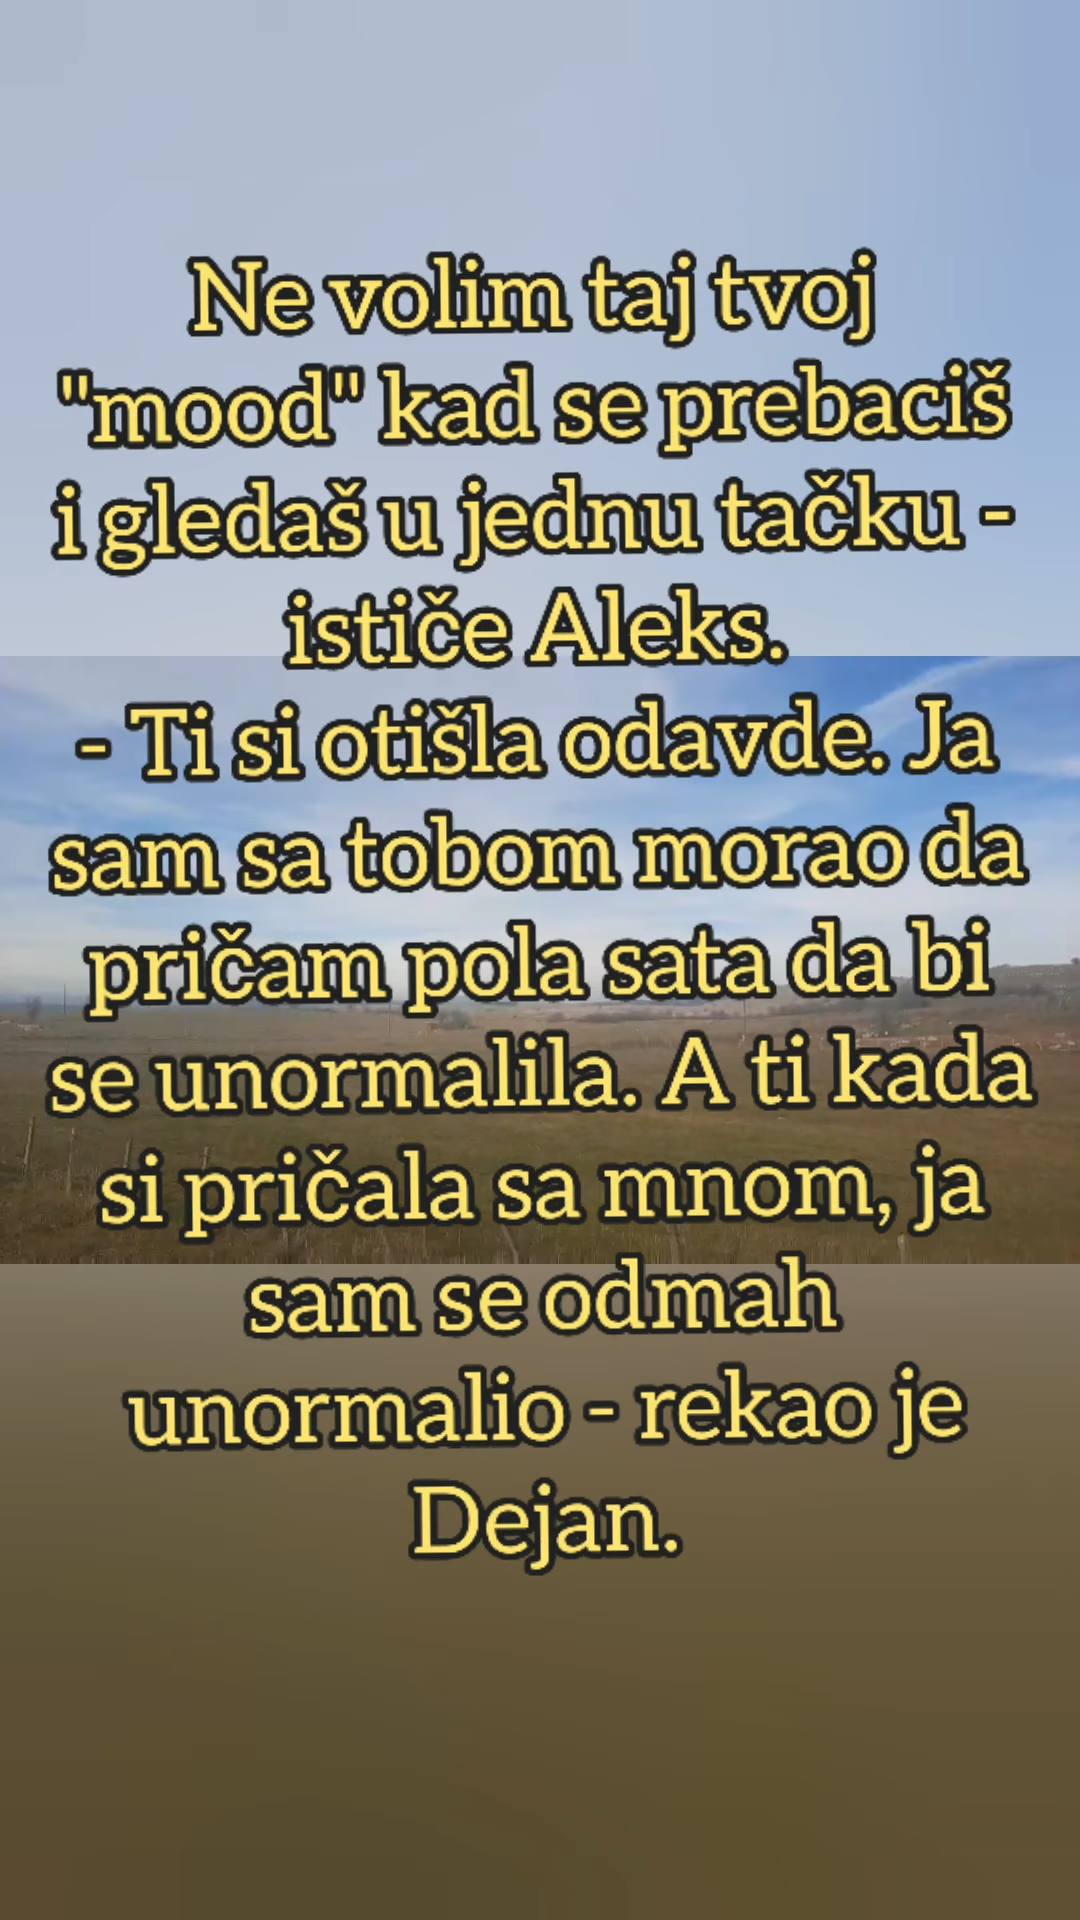 Ne volim taj tvoj
"mood" kad se prebaciš
i gledaš u jednu tačku -
ističe Aleks.
- Ti si otišla odavde. Ja
sam sa tobom morao da
pričam pola sata da bi
se unormalila. A ti kada
si pričala sa mnom, ja
sam se odmah
unormalio - rekao je
Dejan.